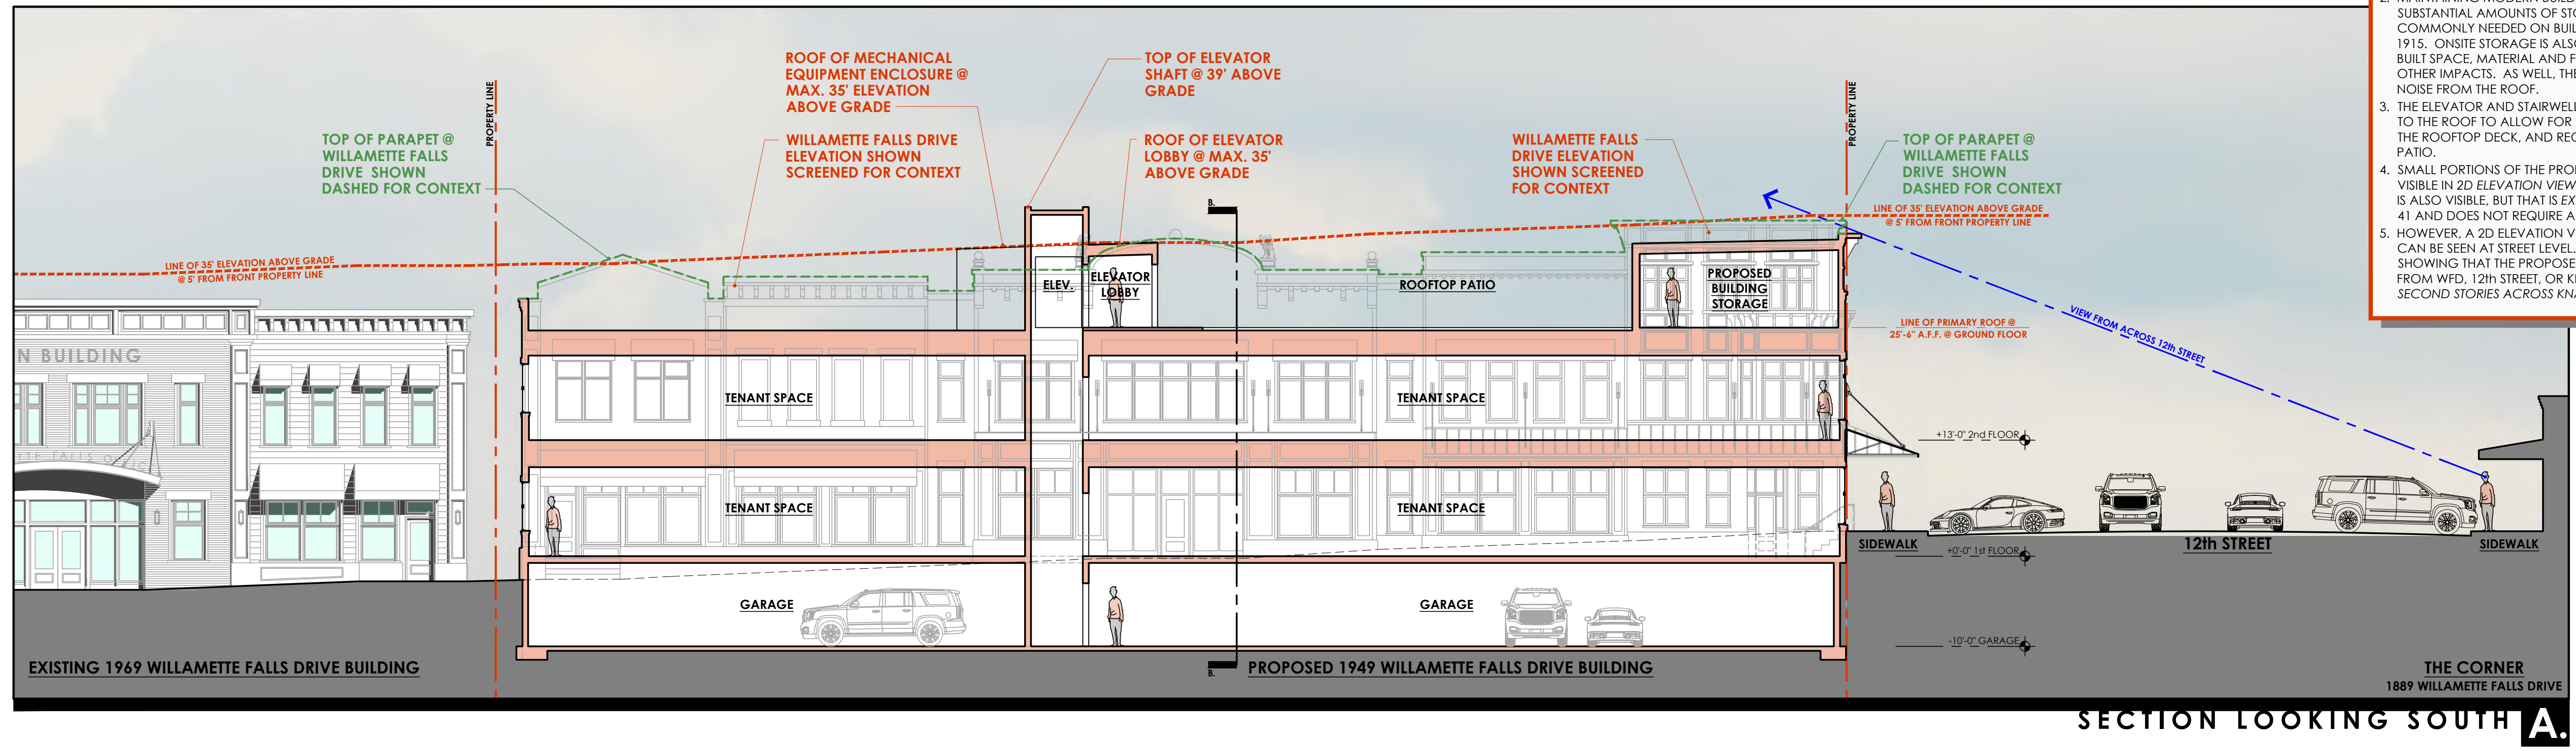 ROOF OF MECHANICAL
EQUIPMENT ENCLOSURE @
MAX. 35' ELEVATION
ABOVE GRADE
TOP OF ELEVATOR
SHAFT @ 39' ABOVE
GRADE
PROPERTY LINE
TOP OF PARAPET @
WILLAMETTE FALLS
DRIVE SHOWN
DASHED FOR CONTEXT
WILLAMETTE FALLS DRIVE
ELEVATION SHOWN
SCREENED FOR CONTEXT
ROOF OF ELEVATOR
LOBBY @ MAX. 35'
ABOVE GRADE
WILLAMETTE FALLS
DRIVE ELEVATION
SHOWN SCREENED
FOR CONTEXT
PROPERTY LINE
TOP OF PARAPET @
WILLAMETTE FALLS
DRIVE SHOWN
DASHED FOR CONTEXT
SUBSTANTIAL AMOUNTS OF
COMMONLY NEEDED ON
1915. ONSITE STORAGE IS
BUILT SPACE, MATERIAL AND
OTHER IMPACTS. AS WELL,
NOISE FROM THE ROOF.
3. THE ELEVATOR AND
TO THE ROOF TO ALLOW FOR
THE ROOFTOP DECK, AND
PATIO.
4. SMALL PORTIONS OF THE
VISIBLE IN 2D ELEVATION
IS ALSO VISIBLE, BUT THAT IS
41 AND DOES NOT REQUIRE A
5. HOWEVER, A 2D ELEVATION
CAN BE SEEN AT STREET LEVEL.
SHOWING THAT THE
FROM WFD, 12th STREET, OR
SECOND STORIES ACROSS
B.
LINE OF 35' ELEVATION ABOVE GRADE
@ 5' FROM FRONT PROPERTY LINE
LINE OF 35' ELEVATION ABOVE GRADE
@ 5' FROM FRONT PROPERTY LINE
ELEV.
ELEVATOR
LOBBY
ROOFTOP PATIO
PROPOSED
BUILDING
STORAGE
LINE OF PRIMARY ROOF @
25'-6" A.F.F. @ GROUND FLOOR
VIEW FROM ACROSS 12th STREET
N BUILDING
TENANT SPACE
TENANT SPACE
+13'-0" 2nd FLOOR
FALLS
TENANT SPACE
TENANT SPACE
SIDEWALK
+0'-0" 1st FLOOR
12th STREET
SIDEWALK
GARAGE
GARAGE
-10'-0" GARAGE
EXISTING 1969 WILLAMETTE FALLS DRIVE BUILDING
B.
PROPOSED 1949 WILLAMETTE FALLS DRIVE BUILDING
THE CORNER
1889 WILLAMETTE FALLS DRIVE
SECTION LOOKING SOUTH A.